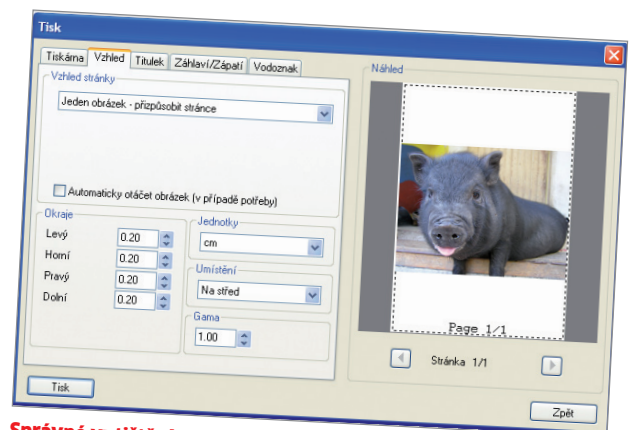 Tisk
Tiskárna Vzhled Titulek Záhlaví/Zápatí Vodoznak
Vzhled stránky
Jeden obrázek - přizpůsobit stránce
Automaticky otáčet obrázek (v případě potřeby)
Okraje
Levý 0.20
Horní 0.20
Pravý 0.20
Dolní 0.20
Jednotky
cm
Umístění
Na střed
Gama
1.00
Náhled
Page 1/1
Stránka 1/1
Tisk
Zpět
Správné